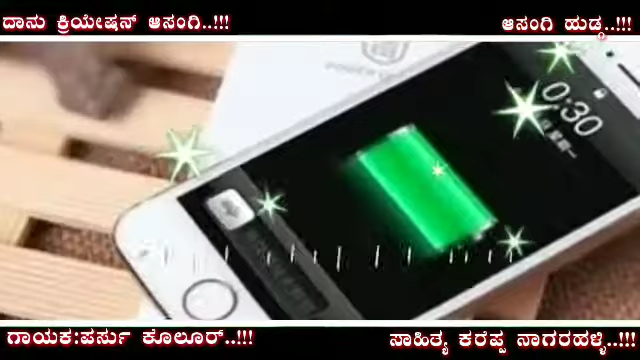 ದಾನು ಕ್ರಿಯೇಷನ್ ಆಸಂಗಿ..!!!
ಆಸಂಗಿ ಹುಡ್ಗ..!!!
0:30
ಗಾಯಕ:ಪರ್ಸು ಕೊಲೂರ್..!!!
ಸಾಹಿತ್ಯ ಕರೆಪ್ಪ ನಾಗರಹಳ್ಳಿ..!!!